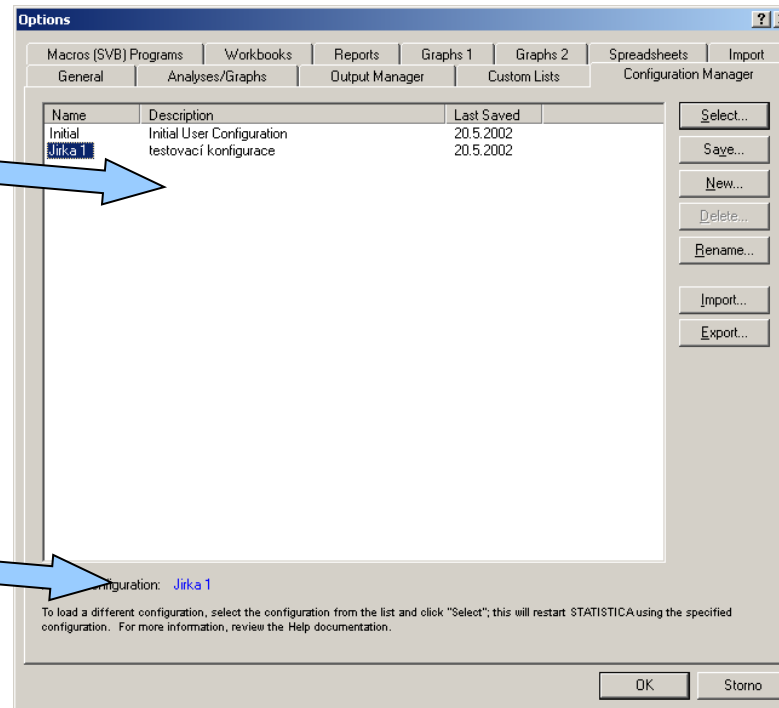 Options
Macros (SVB) Programs Workbooks Reports Graphs 1 Graphs 2 Spreadsheets Import
General Analyses/Graphs Output Manager Custom Lists Configuration Manager
Name Description Last Saved
Initial Initial User Configuration 20.5.2002
Jirka 1 testovací konfigurace 20.5.2002
Select...
Save...
New...
Delete...
Rename...
Import...
Export...
Jirka 1
To load a different configuration, select the configuration from the list and click "Select"; this will restart STATISTICA using the specified
configuration. For more information, review the Help documentation.
OK Storno